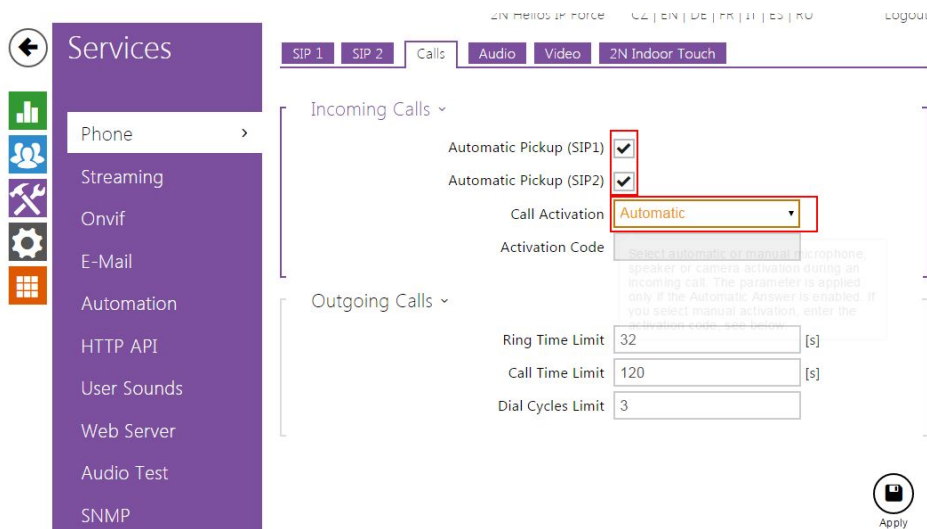 2N Helios IP Force CZ | EN | DE | FR | IT | ES | RU Logout
Services
SIP 1 SIP 2 Calls Audio Video 2N Indoor Touch
Incoming Calls
Phone
Automatic Pickup (SIP1)
Streaming
Automatic Pickup (SIP2)
Onvif
Call Activation Automatic
Activation Code
Select automatic or manual microphone,
speaker or camera activation during an
incoming call. The parameter is applied
only if the Automatic Answer is enabled. If
you select manual activation, enter the
activation code, see below.
E-Mail
Automation
Outgoing Calls
HTTP API
Ring Time Limit 32 [s]
User Sounds
Call Time Limit 120 [s]
Web Server
Dial Cycles Limit 3
Audio Test
SNMP
Apply